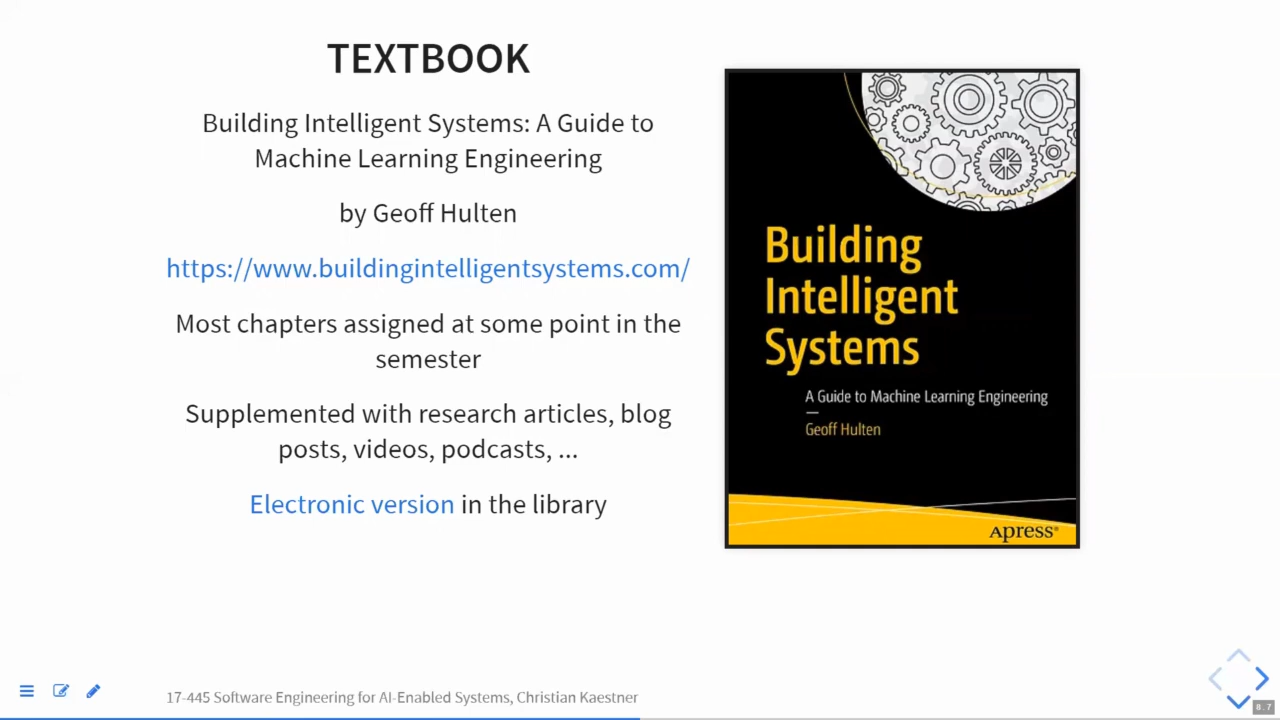 TEXTBOOK
Building Intelligent Systems: A Guide to
Machine Learning Engineering
by Geoff Hulten
https://www.buildingintelligentsystems.com/
Most chapters assigned at some point in the
semester
Supplemented with research articles, blog
posts, videos, podcasts, ...
Electronic version in the library
Building
Intelligent
Systems
A Guide to Machine Learning Engineering
Geoff Hulten
Apress®
17-445 Software Engineering for AI-Enabled Systems, Christian Kaestner
8.7